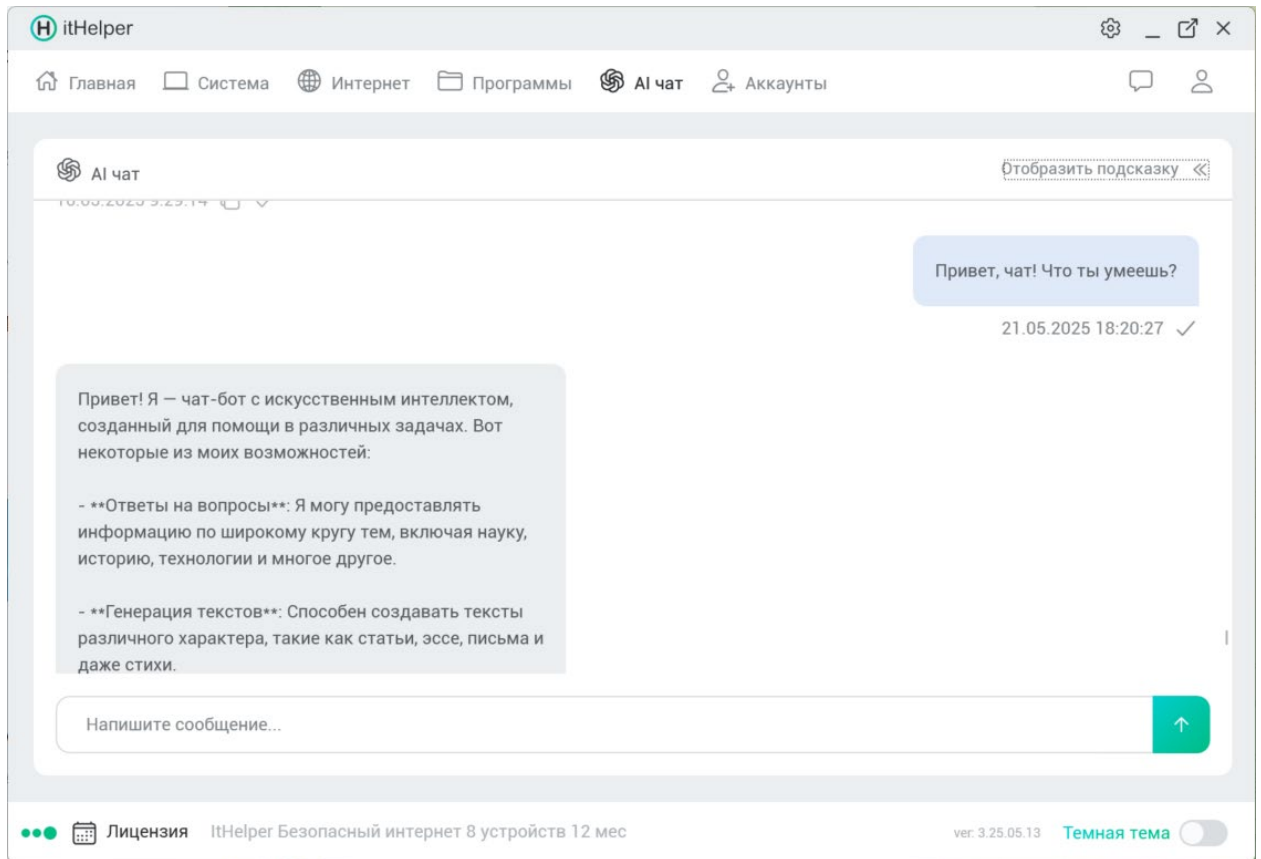 itHelper
Главная Система Интернет Программы AI чат Аккаунты
AI чат Отобразить подсказку
9:29:14
Привет, чат! Что ты умеешь?
21.05.2025 18:20:27
Привет! Я — чат-бот с искусственным интеллектом,
созданный для помощи в различных задачах. Вот
некоторые из моих возможностей:
- **Ответы на вопросы**: Я могу предоставлять
информацию по широкому кругу тем, включая науку,
историю, технологии и многое другое.
- **Генерация текстов**: Способен создавать тексты
различного характера, такие как статьи, эссе, письма и
даже стихи.
Напишите сообщение...
Лицензия ItHelper Безопасный интернет 8 устройств 12 мес ver: 3.25.05.13 Темная тема